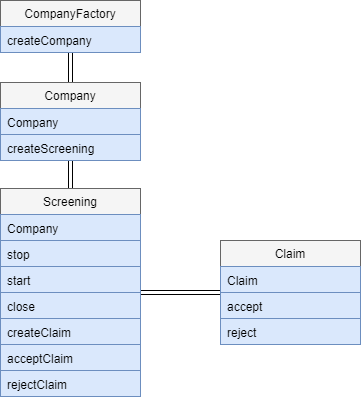 CompanyFactory
createCompany
Company
Company
createScreening
Screening
Company
stop
start
close
createClaim
acceptClaim
rejectClaim
Claim
Claim
accept
reject